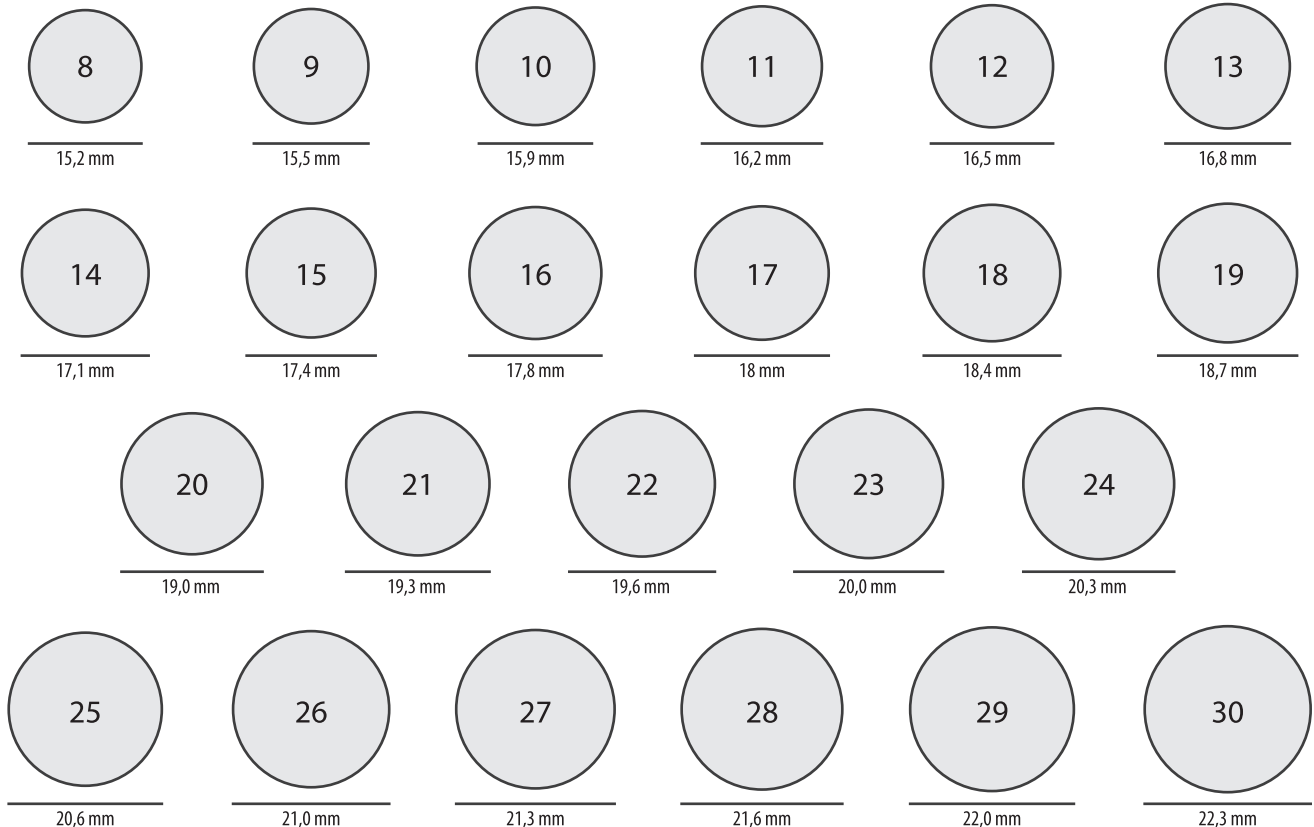 8 9 10 11 12 13
15,2 mm 15,5 mm 15,9 mm 16,2 mm 16,5 mm 16,8 mm
14 15 16 17 18 19
17,1 mm 17,4 mm 17,8 mm 18 mm 18,4 mm 18,7 mm
20 21 22 23 24
19,0 mm 19,3 mm 19,6 mm 20,0 mm 20,3 mm
25 26 27 28 29 30
20,6 mm 21,0 mm 21,3 mm 21,6 mm 22,0 mm 22,3 mm